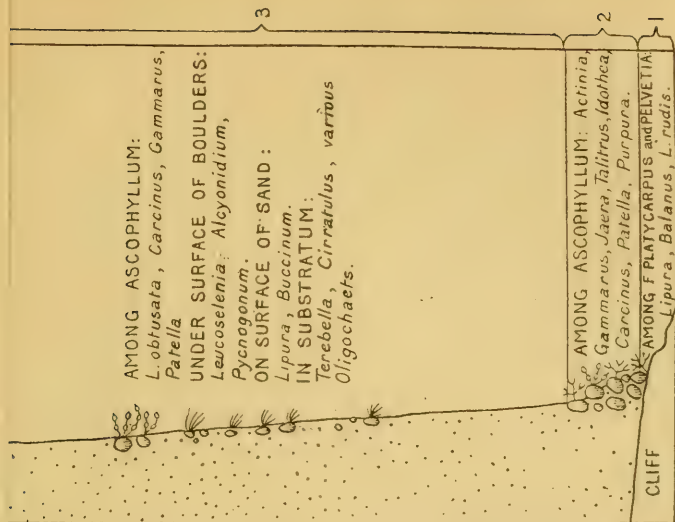 3
AMONG ASCOPHYLLUM:
L. obtusata, Carcinus, Gammarus,
Patella
UNDER SURFACE OF BOULDERS:
Leucoselenia: Alcyonidium,
Pycnogonum.
ON SURFACE OF SAND:
Lipura, Buccinum.
IN SUBSTRATUM:
Terebella, Cirratulus, various
Oligochaets.
2
AMONG ASCOPHYLLUM: Actinia,
Gammarus, Jaera, Talitrus, Idothea,
Carcinus, Patella, Purpura.
1
AMONG F PLATYCARPUS and PELVETIA:
Lipura, Balanus, L. rudis.
CLIFF